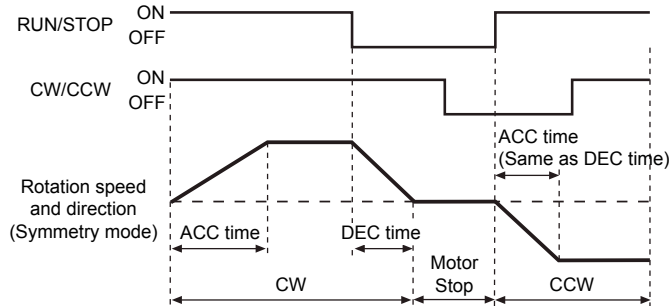 RUN/STOP
ON
OFF
CW/CCW
ON
OFF
Rotation speed
and direction
(Symmetry mode)
ACC time
DEC time
ACC time
(Same as DEC time)
CW
Motor
Stop
CCW